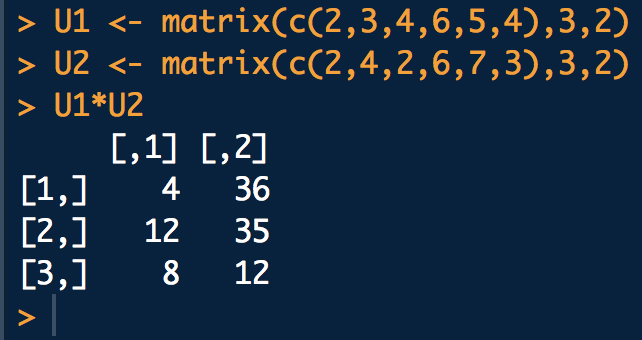 > U1 <- matrix(c(2,3,4,6,5,4),3,2)
> U2 <- matrix(c(2,4,2,6,7,3),3,2)
> U1*U2
     [,1] [,2]
[1,]    4   36
[2,]   12   35
[3,]    8   12
>